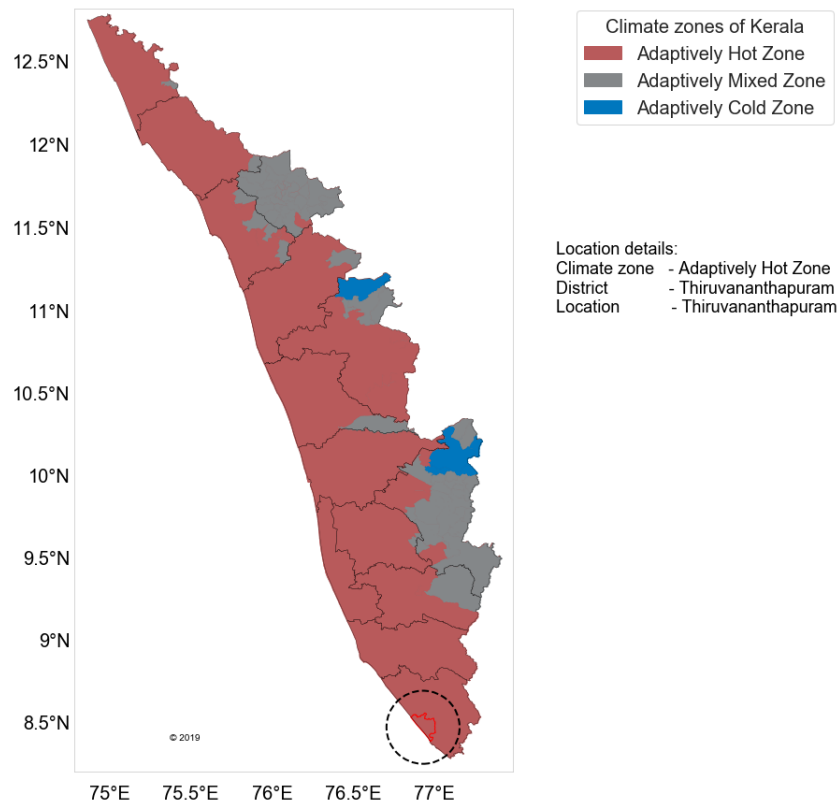 Climate zones of Kerala
Adaptively Hot Zone
Adaptively Mixed Zone
Adaptively Cold Zone
Location details:
Climate zone - Adaptively Hot Zone
District - Thiruvananthapuram
Location - Thiruvananthapuram
12.5°N
12°N
11.5°N
11°N
10.5°N
10°N
9.5°N
9°N
8.5°N
© 2019
75°E 75.5°E 76°E 76.5°E 77°E